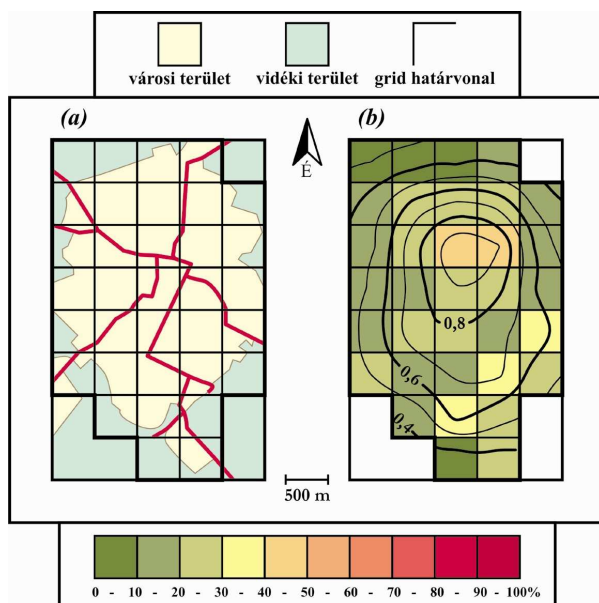 városi terület vidéki terület grid határvonal
(a) (b)
É
0,8
0,6
0,4
500 m
0 - 10 - 20 - 30 - 40 - 50 - 60 - 70 - 80 - 90 - 100%